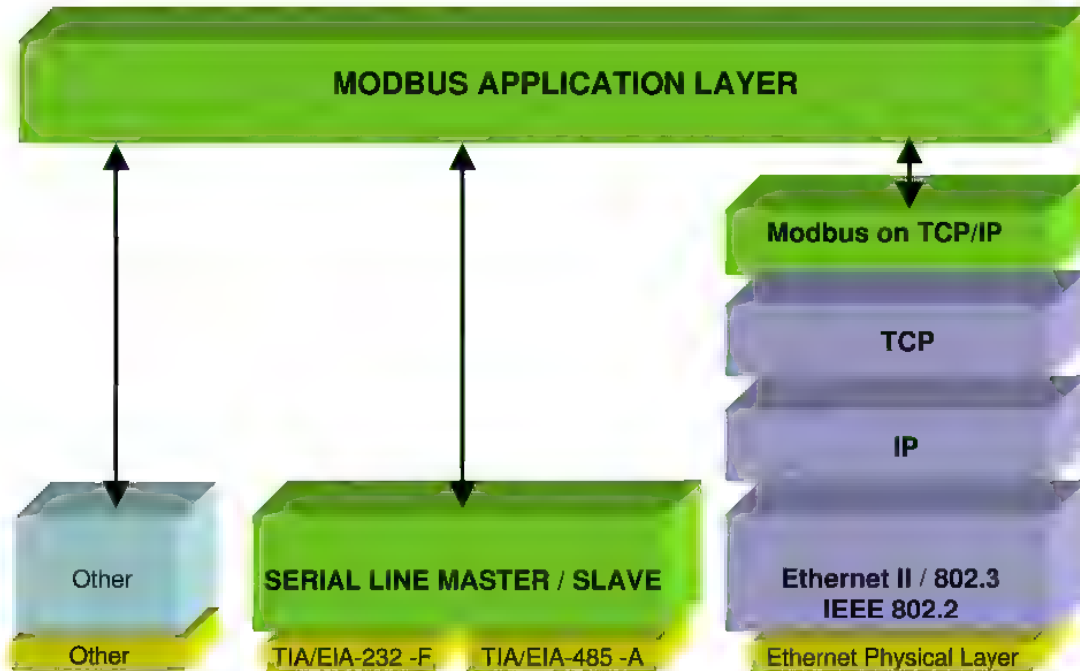 MODBUS APPLICATION LAYER
Modbus on TCP/IP
TCP
IP
Other
SERIAL LINE MASTER / SLAVE
Ethernet II / 802.3
IEEE 802.2
Other
TIA/EIA-232 -F
TIA/EIA-485 -A
Ethernet Physical Layer